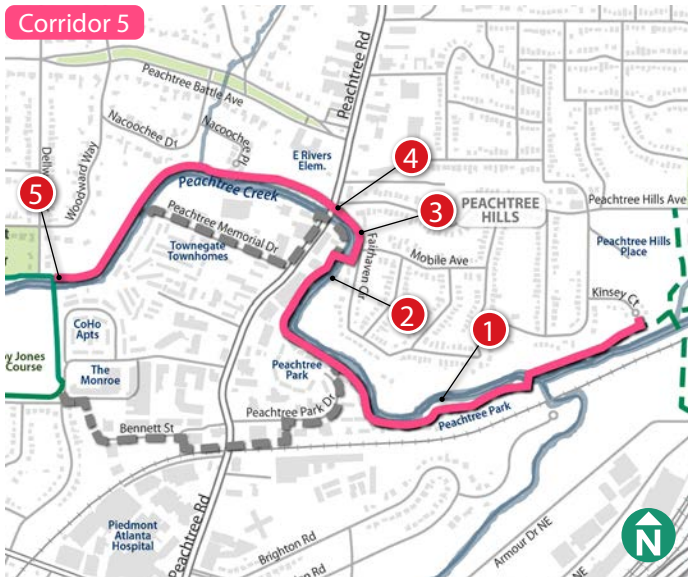 Corridor 5
Peachtree Battle Ave
Peachtree Rd
Nacoochee Dr
Nacoochee Pl
E Rivers
Elem.
4
Woodward Way
5
Peachtree Creek
3
PEACHTREE
HILLS
Peachtree Hills Ave
Peachtree Memorial Dr
Townegate
Townhomes
Fairhaven Cir
Mobile Ave
Peachtree Hills
Place
2
Kinsey Ct
1
CoHo
Apts
The
Monroe
Jones
Course
Peachtree
Park
Peachtree Park Dr
Peachtree Park
Bennett St
Peachtree Rd
Piedmont
Atlanta
Hospital
Brighton Rd
Armour Dr NE
N